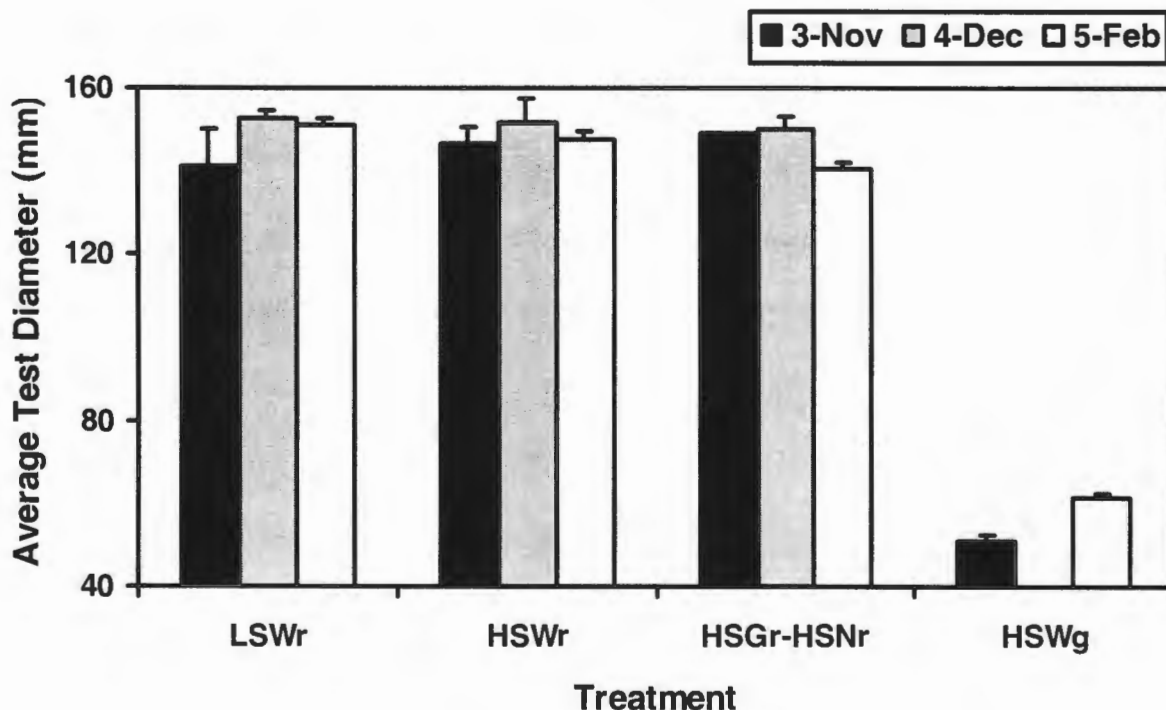 3-Nov 4-Dec 5-Feb
160
120
80
40
Average Test Diameter (mm)
LSWr HSWr HSGr-HSNr HSWg
Treatment